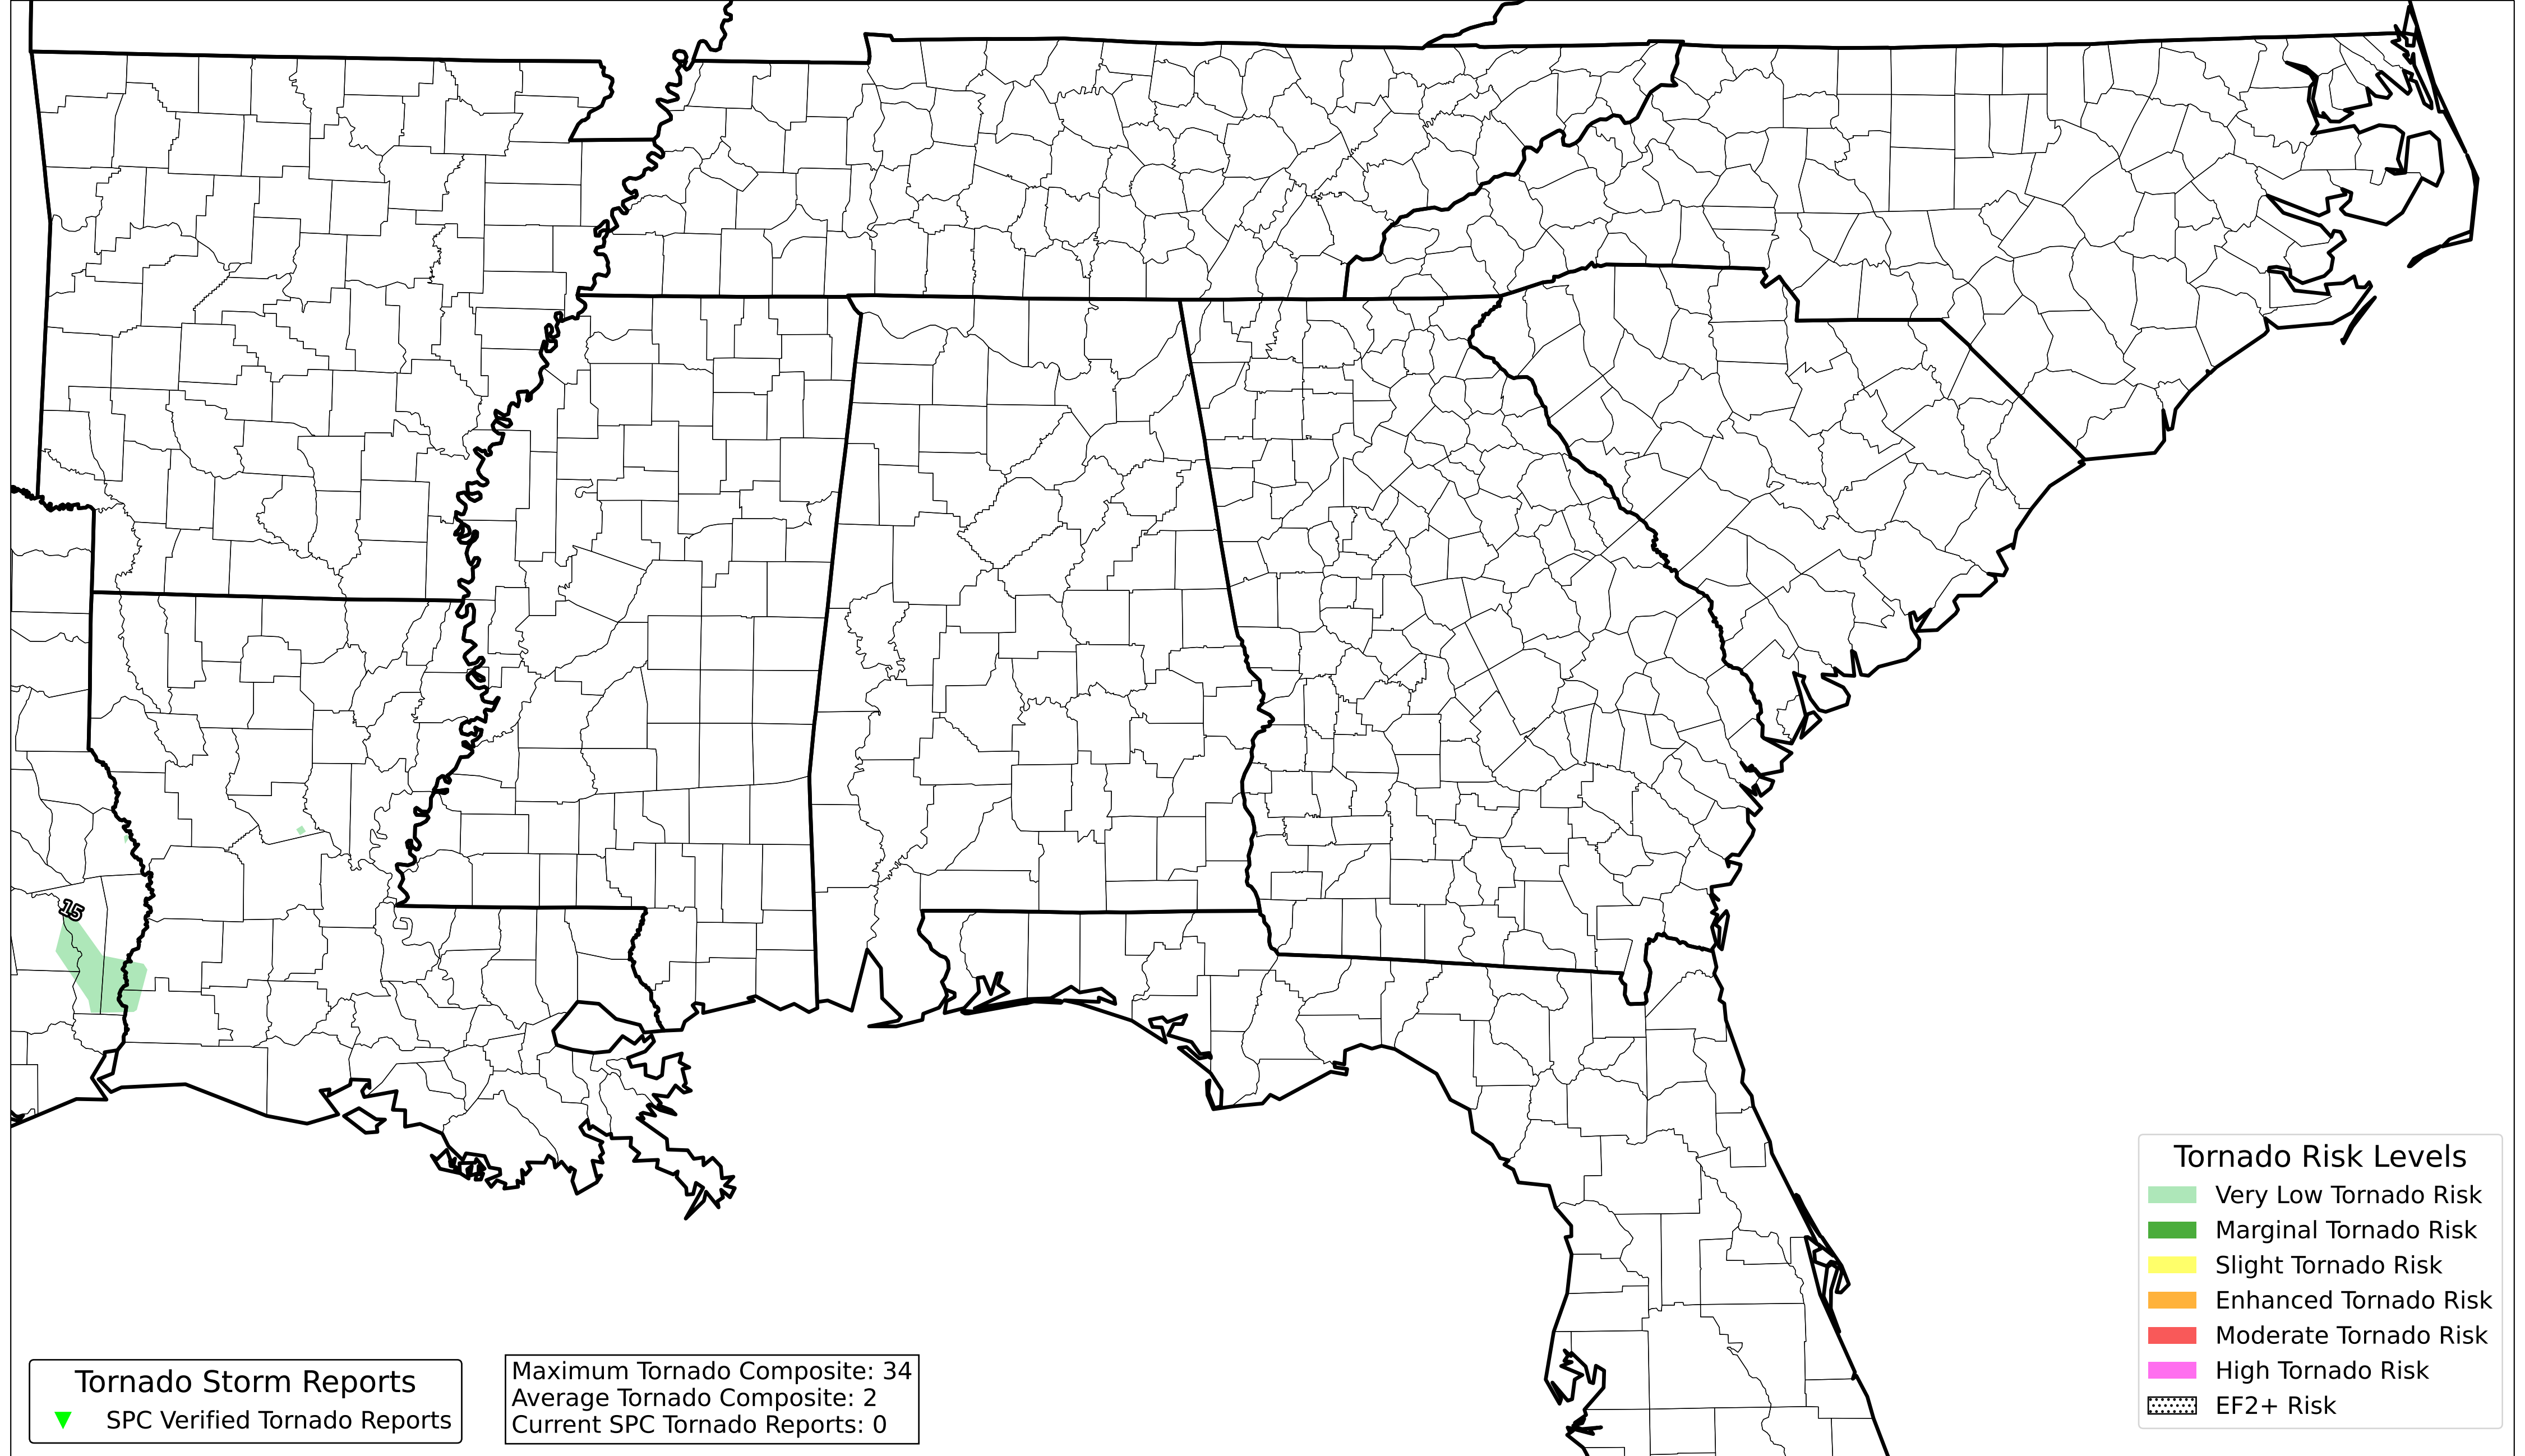 15
Tornado Storm Reports
SPC Verified Tornado Reports
Maximum Tornado Composite: 34
Average Tornado Composite: 2
Current SPC Tornado Reports: 0
Tornado Risk Levels
Very Low Tornado Risk
Marginal Tornado Risk
Slight Tornado Risk
Enhanced Tornado Risk
Moderate Tornado Risk
High Tornado Risk
EF2+ Risk